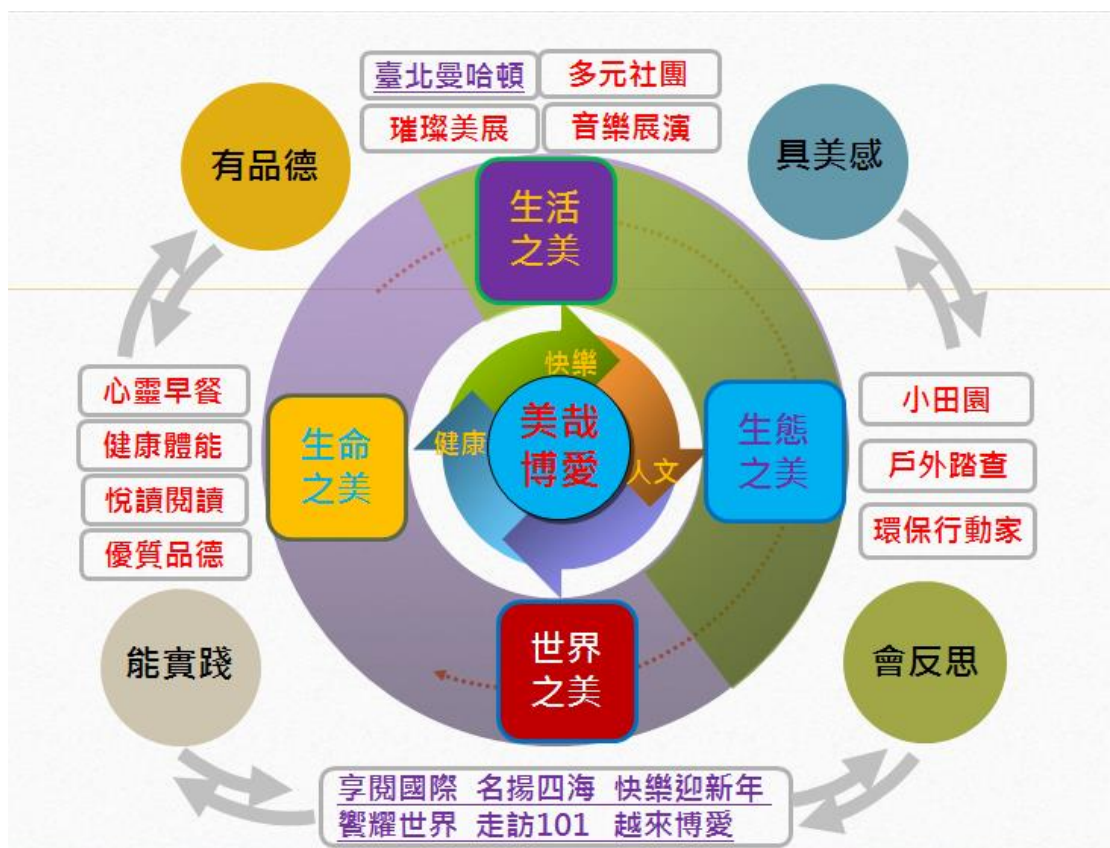 臺北曼哈頓
多元社團
璀璨美展
音樂展演
有品德
具美感
生活
之美
快樂
心靈早餐
健康體能
悅讀閱讀
優質品德
生命
之美
健康
美哉
博愛
人文
生態
之美
小田園
戶外踏查
環保行動家
世界
之美
能實踐
會反思
享閱國際 名揚四海 快樂迎新年
饗耀世界 走訪101 越來博愛